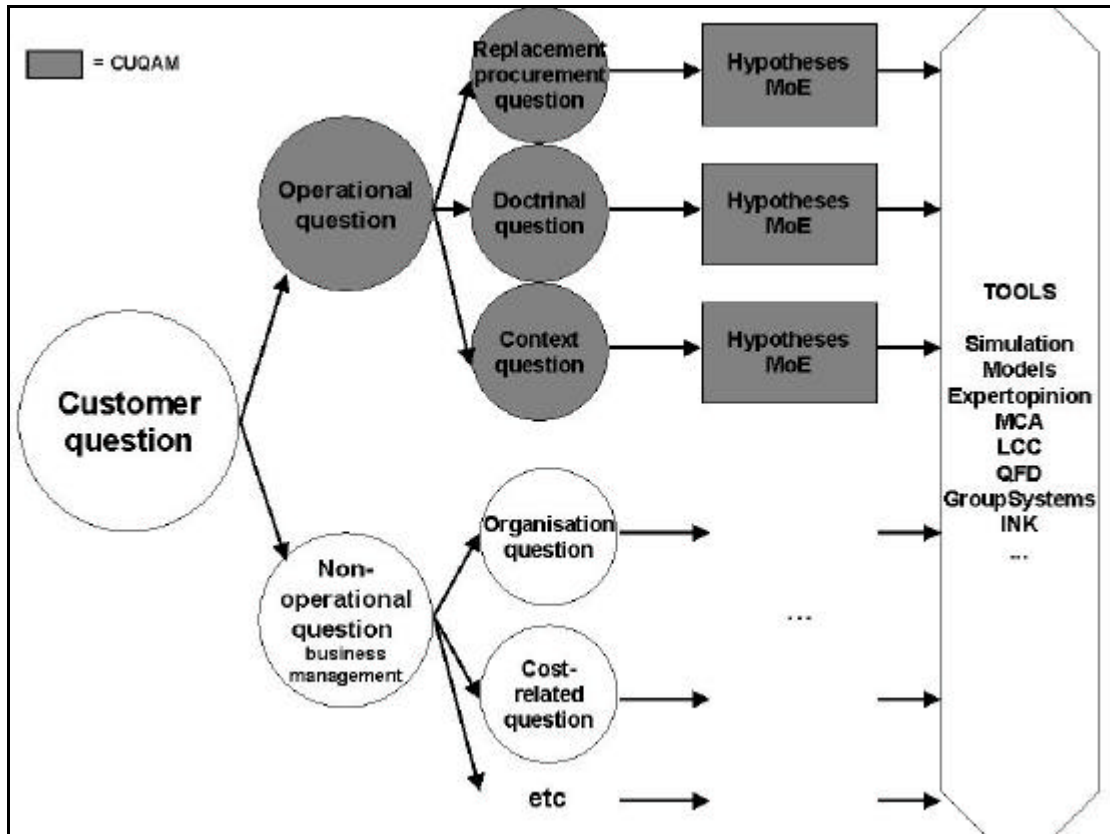 = CUQAM
Replacement
procurement
question
Hypotheses
MoE
Operational
question
Doctrinal
question
Hypotheses
MoE
Context
question
Hypotheses
MoE
Customer
question
Non-
operational
question
business
management
Organisation
question
...
Cost-
related
question
etc
TOOLS
Simulation
Models
Expertopinion
MCA
LCC
QFD
GroupSystems
INK
...